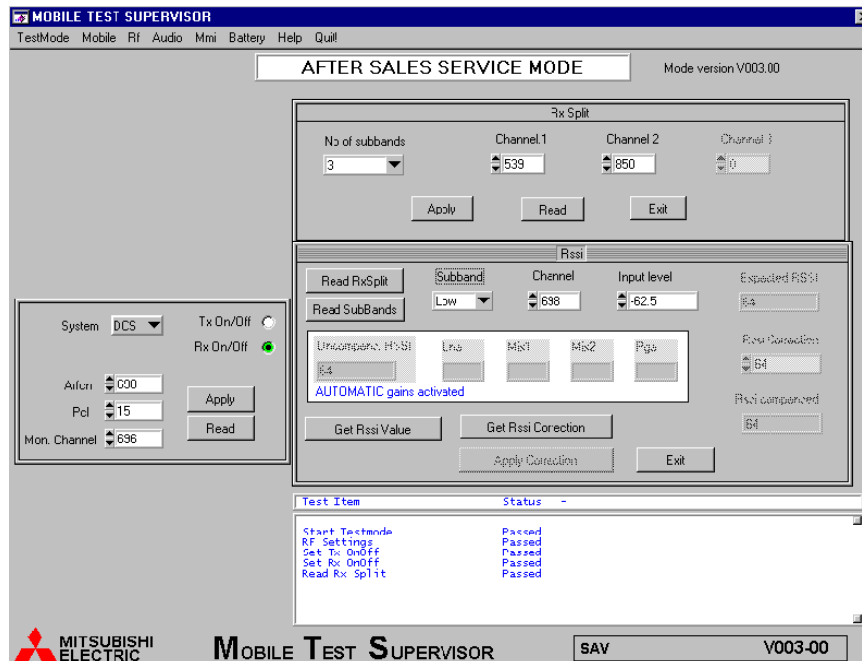 MOBILE TEST SUPERVISOR
TestMode Mobile Rf Audio Mmi Battery Help Quit!
AFTER SALES SERVICE MODE
Mode version V003.00
Rx Split
No of subbands
Channel.1
Channel 2
Channel 3
3
539
850
0
Apply
Read
Exit
Rssi
Read RxSplit
Subband
Channel
Input level
Expected RSSI
Read SubBands
Low
698
-62.5
64
System DCS
Tx On/Off
Rx On/Off
Arfcn
Pcl 15
Mon. Channel 696
Apply
Read
Uncompenc. RSSI
Lna
Mix1
Mix2
Pga
64
AUTOMATIC gains activated
Rssi Correction
64
Rssi compenced
64
Get Rssi Value
Get Rssi Corection
Apply Correction
Exit
Test Item Status -
Start Testmode Passed
RF Settings Passed
Set Tx OnOff Passed
Set Rx OnOff Passed
Read Rx Split Passed
MITSUBISHI
ELECTRIC
MOBILE TEST SUPERVISOR
SAV V003-00